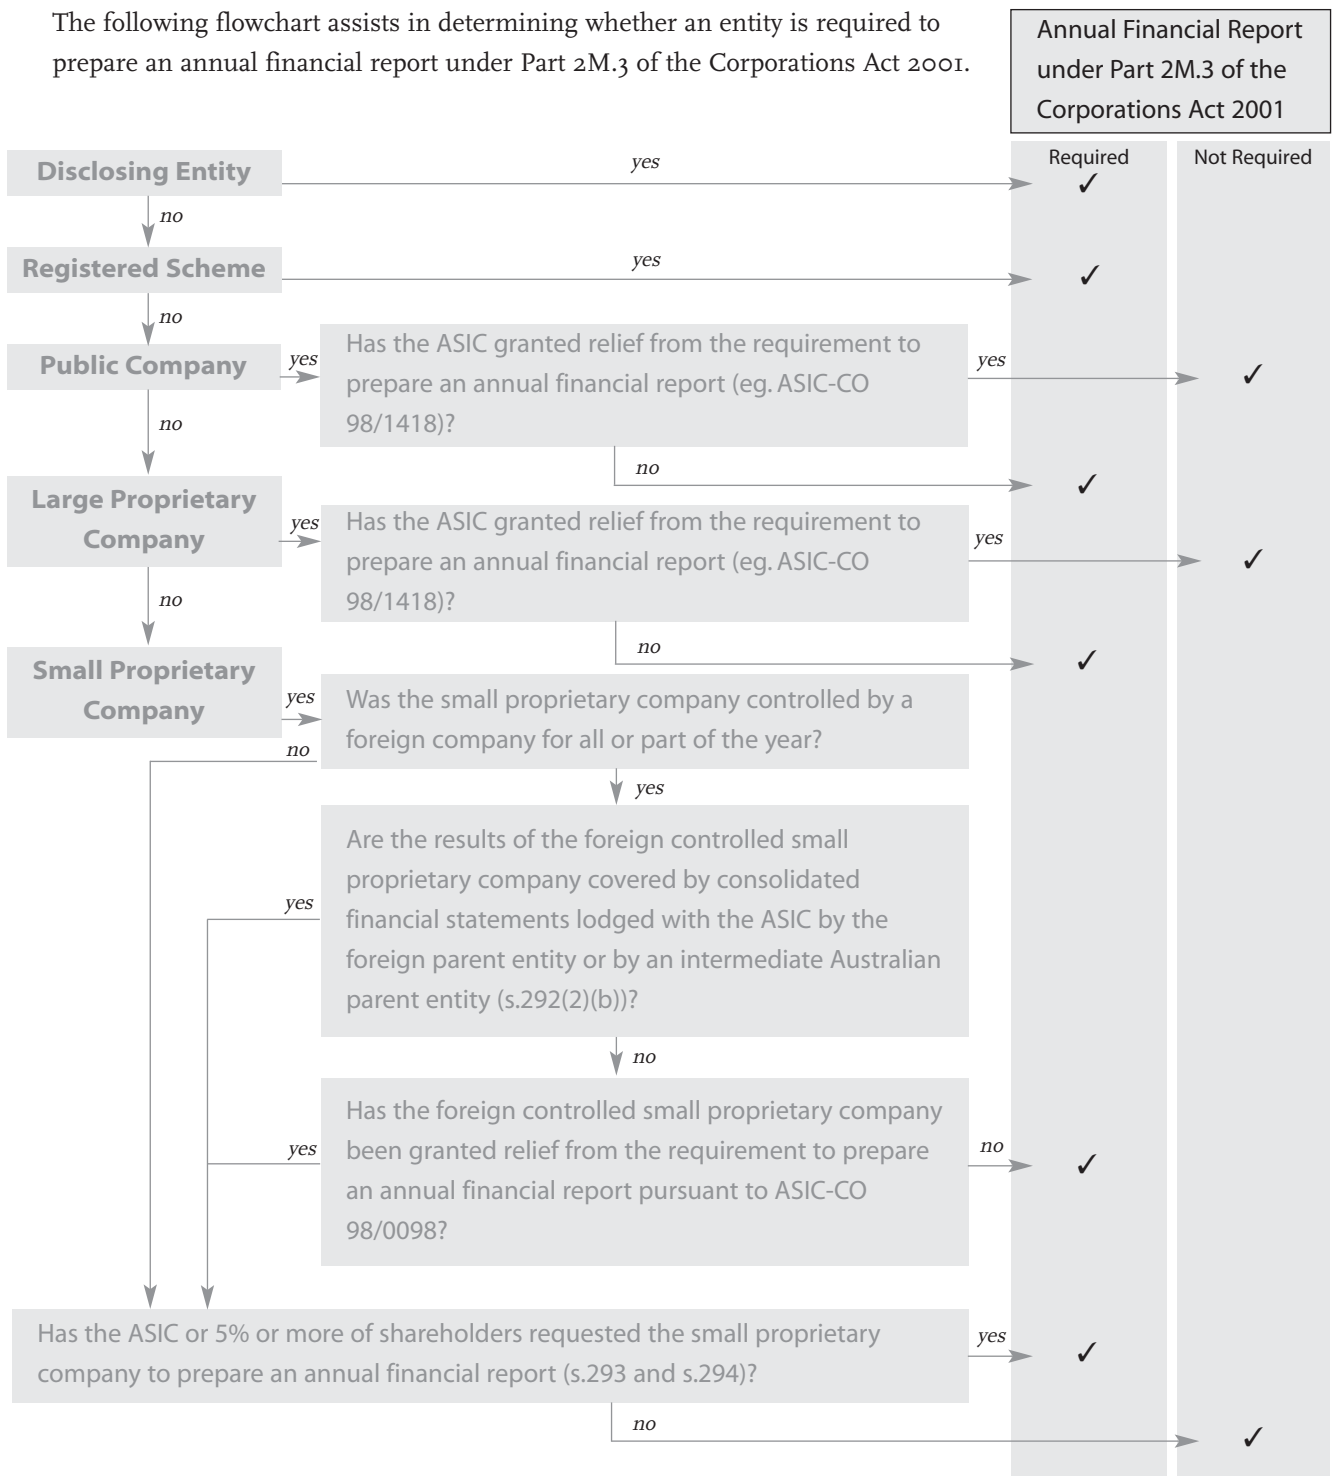 The following flowchart assists in determining whether an entity is required to
prepare an annual financial report under Part 2M.3 of the Corporations Act 2001.
Annual Financial Report
under Part 2M.3 of the
Corporations Act 2001
Required
Not Required
Disclosing Entity
yes
✓
no
Registered Scheme
yes
✓
no
Public Company
yes
Has the ASIC granted relief from the requirement to
prepare an annual financial report (eg. ASIC-CO
98/1418)?
yes
✓
no
no
✓
Large Proprietary
Company
yes
Has the ASIC granted relief from the requirement to
prepare an annual financial report (eg. ASIC-CO
98/1418)?
yes
✓
no
no
✓
Small Proprietary
Company
yes
Was the small proprietary company controlled by a
foreign company for all or part of the year?
no
yes
Are the results of the foreign controlled small
proprietary company covered by consolidated
financial statements lodged with the ASIC by the
foreign parent entity or by an intermediate Australian
parent entity (s.292(2)(b))?
yes
no
Has the foreign controlled small proprietary company
been granted relief from the requirement to prepare
an annual financial report pursuant to ASIC-CO
98/0098?
yes
no
✓
Has the ASIC or 5% or more of shareholders requested the small proprietary
company to prepare an annual financial report (s.293 and s.294)?
yes
✓
no
✓